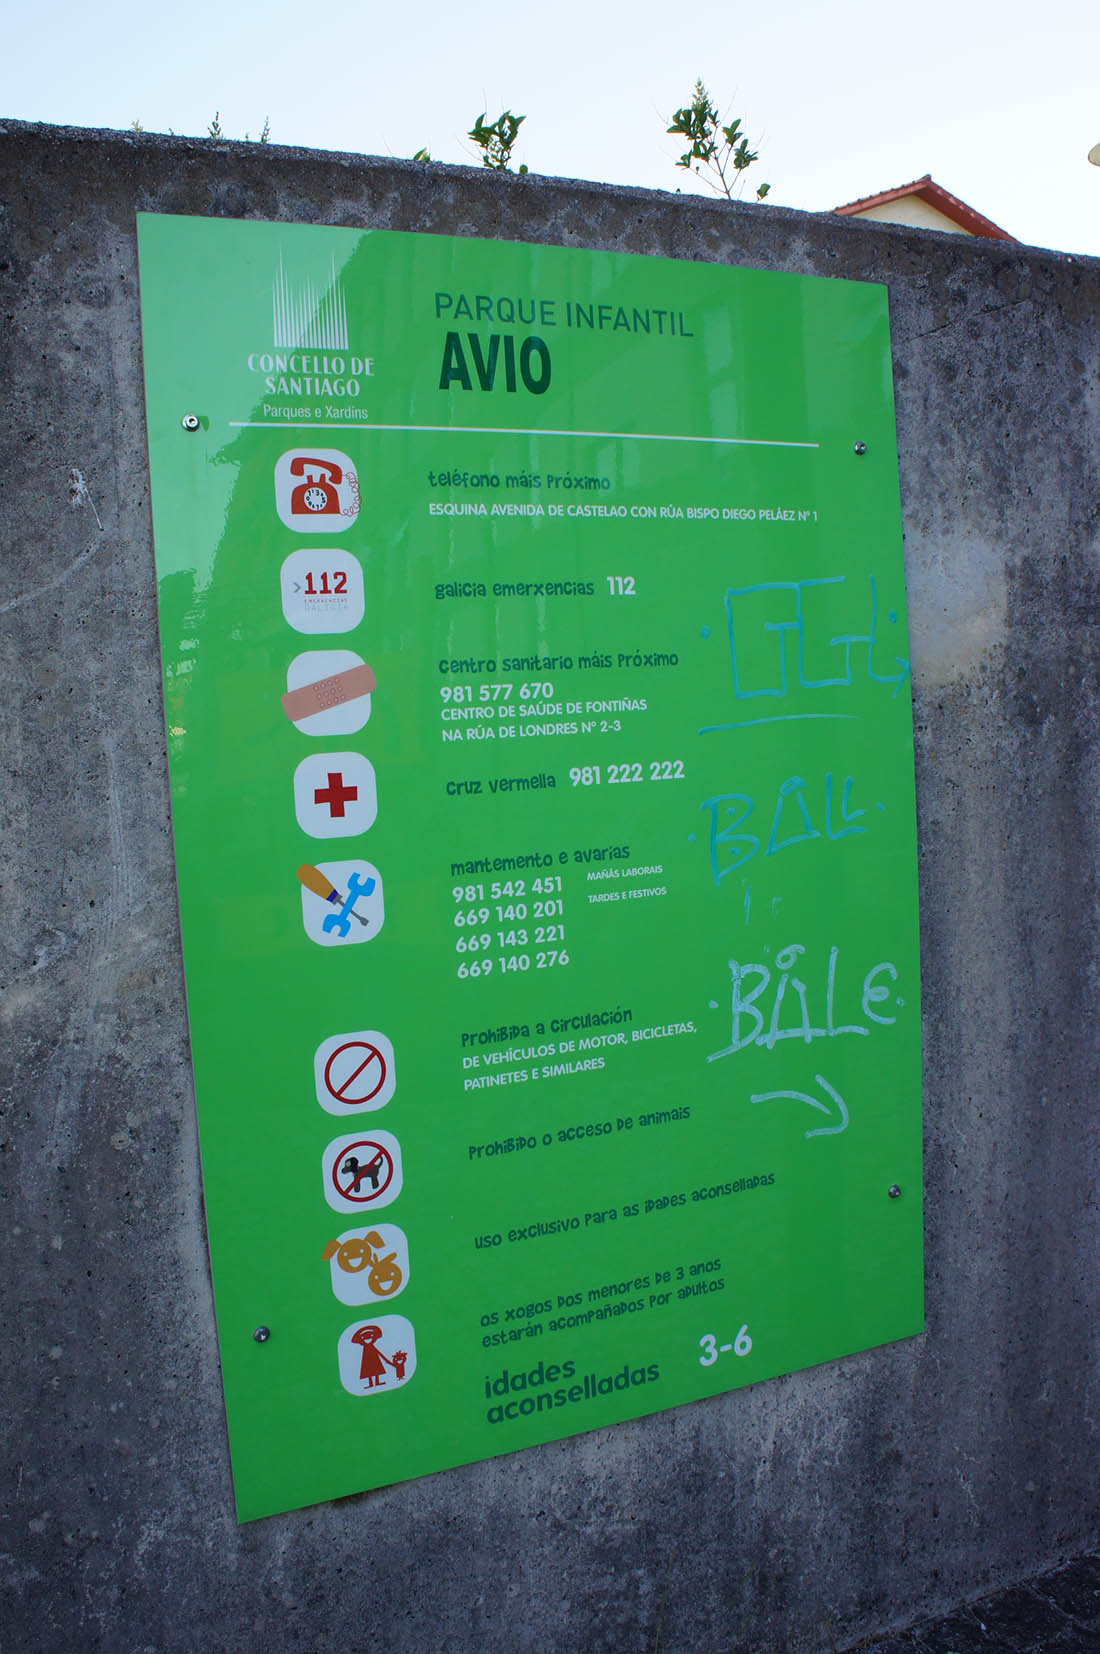 CONCELLO DE
SANTIAGO
Parques e Xardíns
PARQUE INFANTIL
AVIO
teléfono máis próximo
ESQUINA AVENIDA DE CASTELAO CON RÚA BISPO DIEGO PELÁEZ Nº 1
>112
EMERXENCIAS
GALICIA
galicia emerxencias 112
centro sanitario máis próximo
981 577 670
CENTRO DE SAÚDE DE FONTIÑAS
NA RÚA DE LONDRES Nº 2-3
cruz vermella 981 222 222
mantemento e avarías
981 542 451 MAÑÁS LABORAIS
669 140 201 TARDES E FESTIVOS
669 143 221
669 140 276
BALL
BALE
prohibida a circulación
DE VEHÍCULOS DE MOTOR, BICICLETAS,
PATINETES E SIMILARES
prohibido o acceso de animais
uso exclusivo para as idades aconselladas
os xogos dos menores de 3 anos
estarán acompañados por adultos
idades
aconselladas 3-6